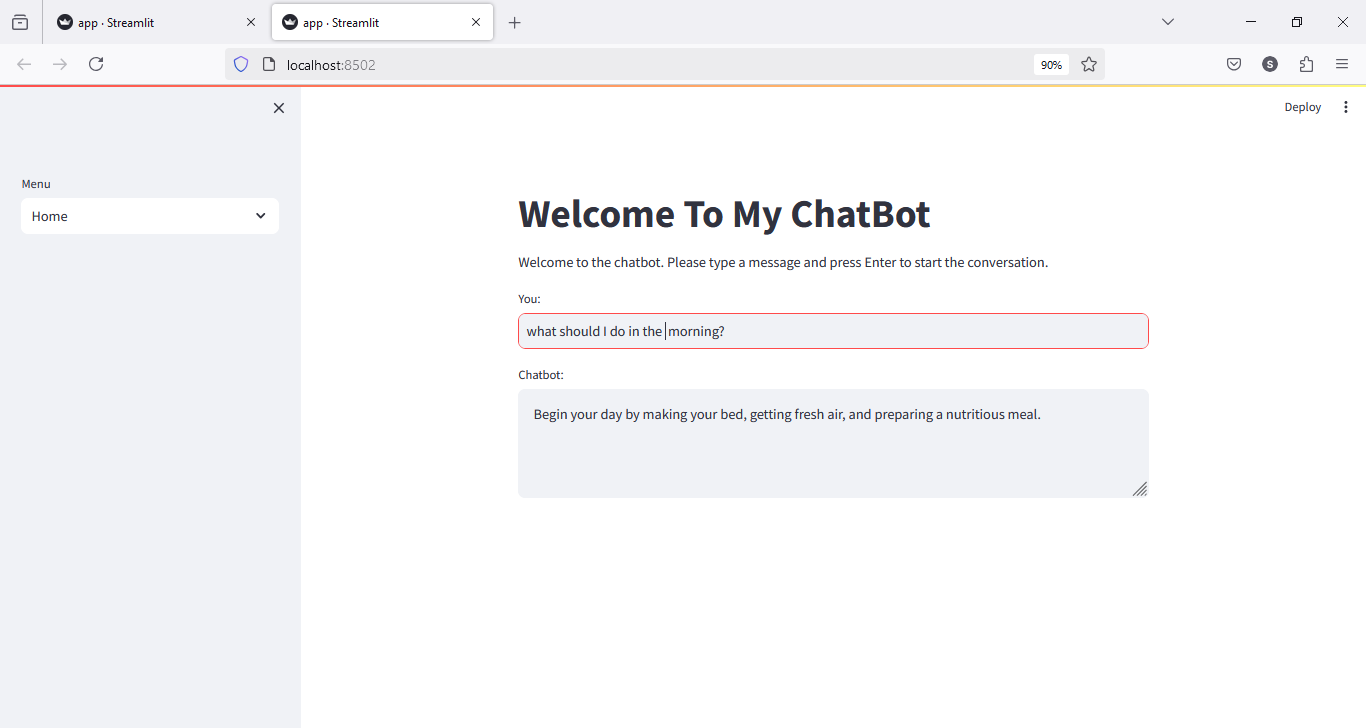 app · Streamlit
app · Streamlit
localhost:8502
90%
S
Deploy
Menu
Home
Welcome To My ChatBot
Welcome to the chatbot. Please type a message and press Enter to start the conversation.
You:
what should I do in the morning?
Chatbot:
Begin your day by making your bed, getting fresh air, and preparing a nutritious meal.